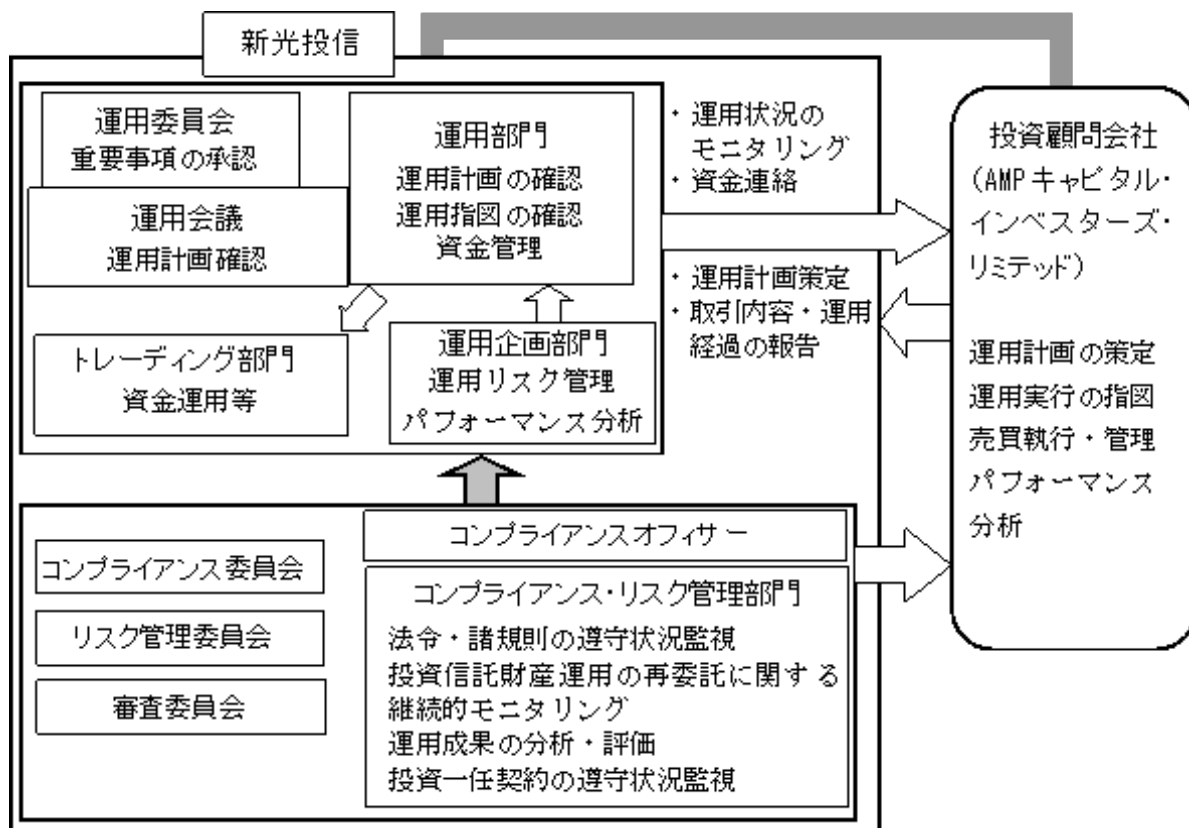 新光投信
運用委員会
重要事項の承認
運用会議
運用計画確認
運用部門
運用計画の確認
運用指図の確認
資金管理
トレーディング部門
資金運用等
運用企画部門
運用リスク管理
パフォーマンス分析
・運用状況の
モニタリング
・資金連絡
・運用計画策定
・取引内容・運用
経過の報告
投資顧問会社
(AMPキャピタル・
インベスターズ・
リミテッド)
運用計画の策定
運用実行の指図
売買執行・管理
パフォーマンス
分析
コンプライアンス委員会
リスク管理委員会
審査委員会
コンプライアンスオフィサー
コンプライアンス・リスク管理部門
法令・諸規則の遵守状況監視
投資信託財産運用の再委託に関する
継続的モニタリング
運用成果の分析・評価
投資一任契約の遵守状況監視